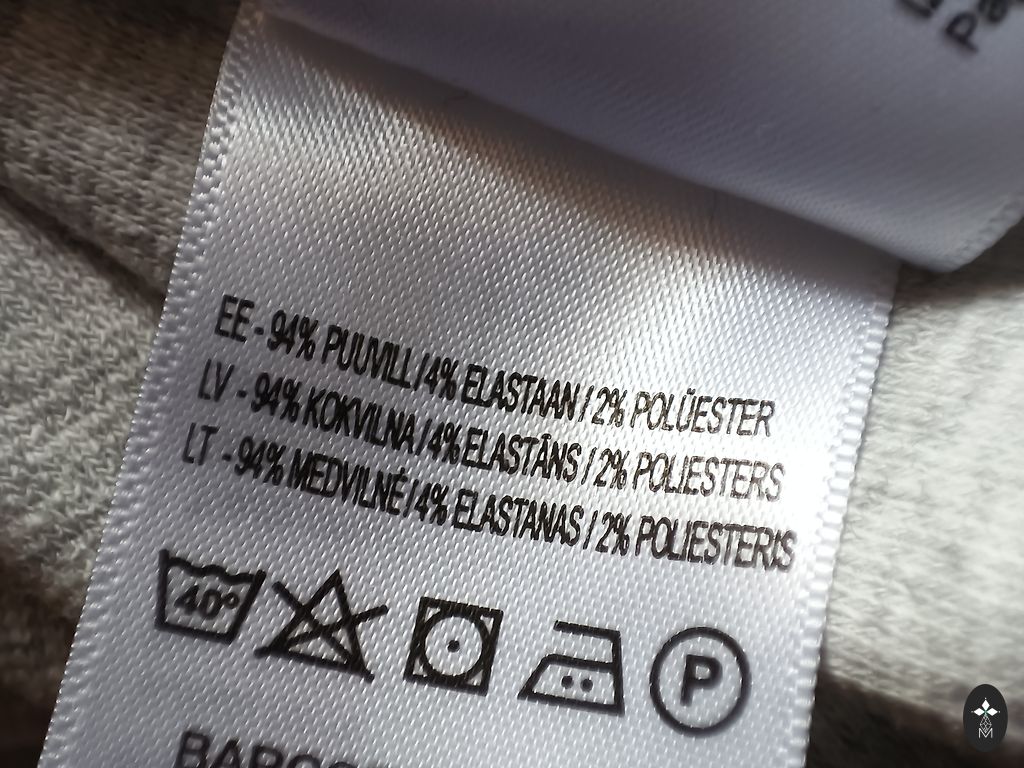 EE - 94% PUUVILL / 4% ELASTAAN / 2% POLÜESTER
LV - 94% KOKVILNA / 4% ELASTĀNS / 2% POLIESTERS
LT - 94% MEDVILNĖ / 4% ELASTANAS / 2% POLIESTERIS
40°
P
M